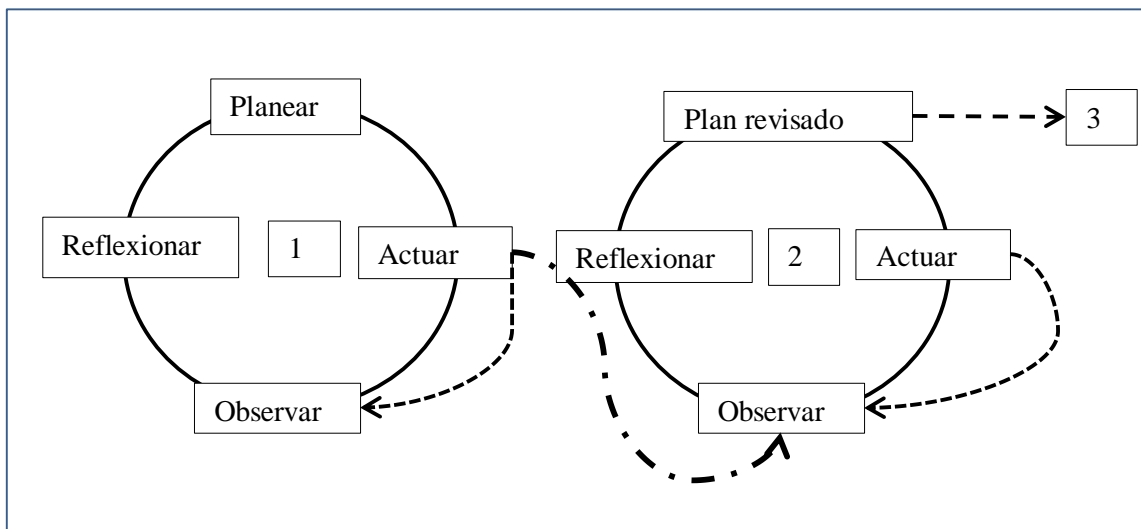 Planear
Reflexionar
1
Actuar
Observar
Plan revisado
3
Reflexionar
2
Actuar
Observar